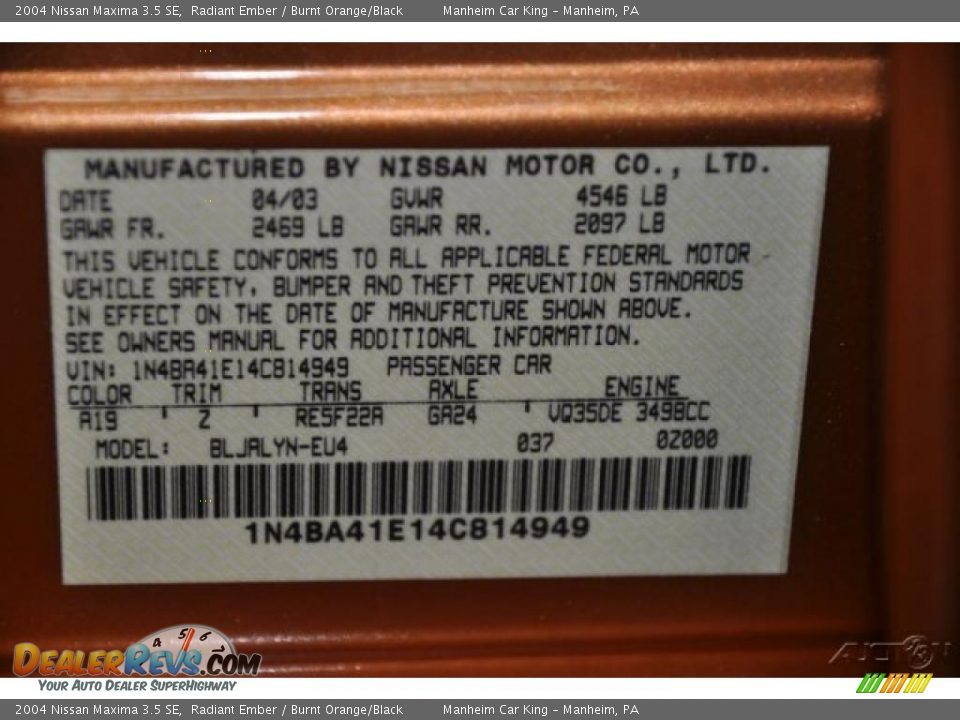 2004 Nissan Maxima 3.5 SE, Radiant Ember / Burnt Orange/Black Manheim Car King - Manheim, PA
MANUFACTURED BY NISSAN MOTOR CO., LTD.
DATE 04/03 GVWR 4546 LB
GAWR FR. 2469 LB GAWR RR. 2097 LB
THIS VEHICLE CONFORMS TO ALL APPLICABLE FEDERAL MOTOR
VEHICLE SAFETY, BUMPER AND THEFT PREVENTION STANDARDS
IN EFFECT ON THE DATE OF MANUFACTURE SHOWN ABOVE.
SEE OWNERS MANUAL FOR ADDITIONAL INFORMATION.
VIN: 1N4BA41E14C814949 PASSENGER CAR
COLOR TRIM TRANS AXLE ENGINE
A19 Z RE5F22A GA24 VQ35DE 3498CC
MODEL: BLJALYN-EU4 037 02000
1N4BA41E14C814949
4 5 6
DEALERREVS.COM
YOUR AUTO DEALER SUPERHIGHWAY
2004 Nissan Maxima 3.5 SE, Radiant Ember / Burnt Orange/Black Manheim Car King - Manheim, PA